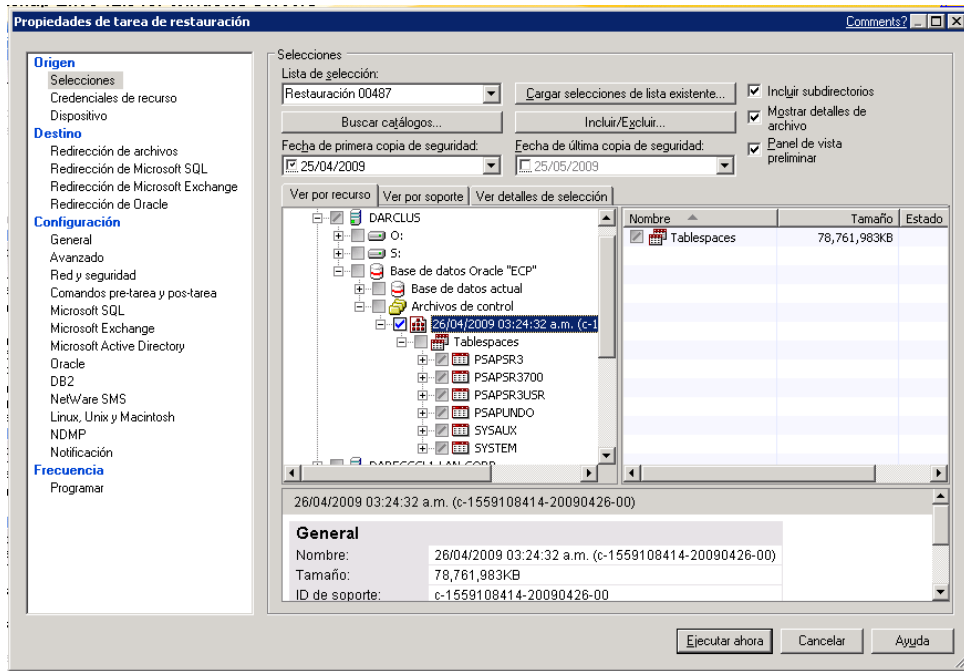 Propiedades de tarea de restauración
Comments?
Origen
Selecciones
Credenciales de recurso
Dispositivo
Destino
Redirección de archivos
Redirección de Microsoft SQL
Redirección de Microsoft Exchange
Redirección de Oracle
Configuración
General
Avanzado
Red y seguridad
Comandos pre-tarea y pos-tarea
Microsoft SQL
Microsoft Exchange
Microsoft Active Directory
Oracle
DB2
NetWare SMS
Linux, Unix y Macintosh
NDMP
Notificación
Frecuencia
Programar
Selecciones
Lista de selección:
Restauración 00487
Cargar selecciones de lista existente...
Buscar catálogos...
Incluir/Excluir...
Incluir subdirectorios
Mostrar detalles de
archivo
Panel de vista
preliminar
Fecha de primera copia de seguridad:
Fecha de última copia de seguridad:
25/04/2009
25/05/2009
Ver por recurso
Ver por soporte
Ver detalles de selección
DARCLUS
O:
S:
Base de datos Oracle "ECP"
Base de datos actual
Archivos de control
26/04/2009 03:24:32 a.m. (c-1
Tablespaces
PSAPSR3
PSAPSR3700
PSAPSR3USR
PSAPUNDO
SYSAUX
SYSTEM
Nombre
Tamaño
Estado
Tablespaces
78,761,983KB
26/04/2009 03:24:32 a.m. (c-1559108414-20090426-00)
General
Nombre: 26/04/2009 03:24:32 a.m. (c-1559108414-20090426-00)
Tamaño: 78,761,983KB
ID de soporte: c-1559108414-20090426-00
Ejecutar ahora
Cancelar
Ayuda